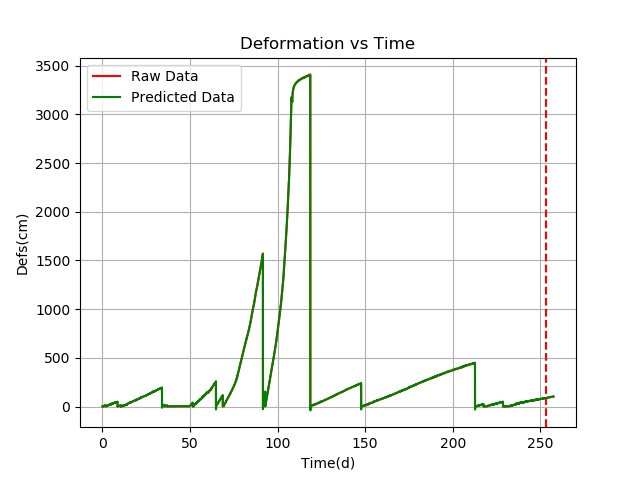 Deformation vs Time
Raw Data
Predicted Data
3500
3000
2500
2000
1500
1000
500
0
Defs(cm)
0 50 100 150 200 250
Time(d)